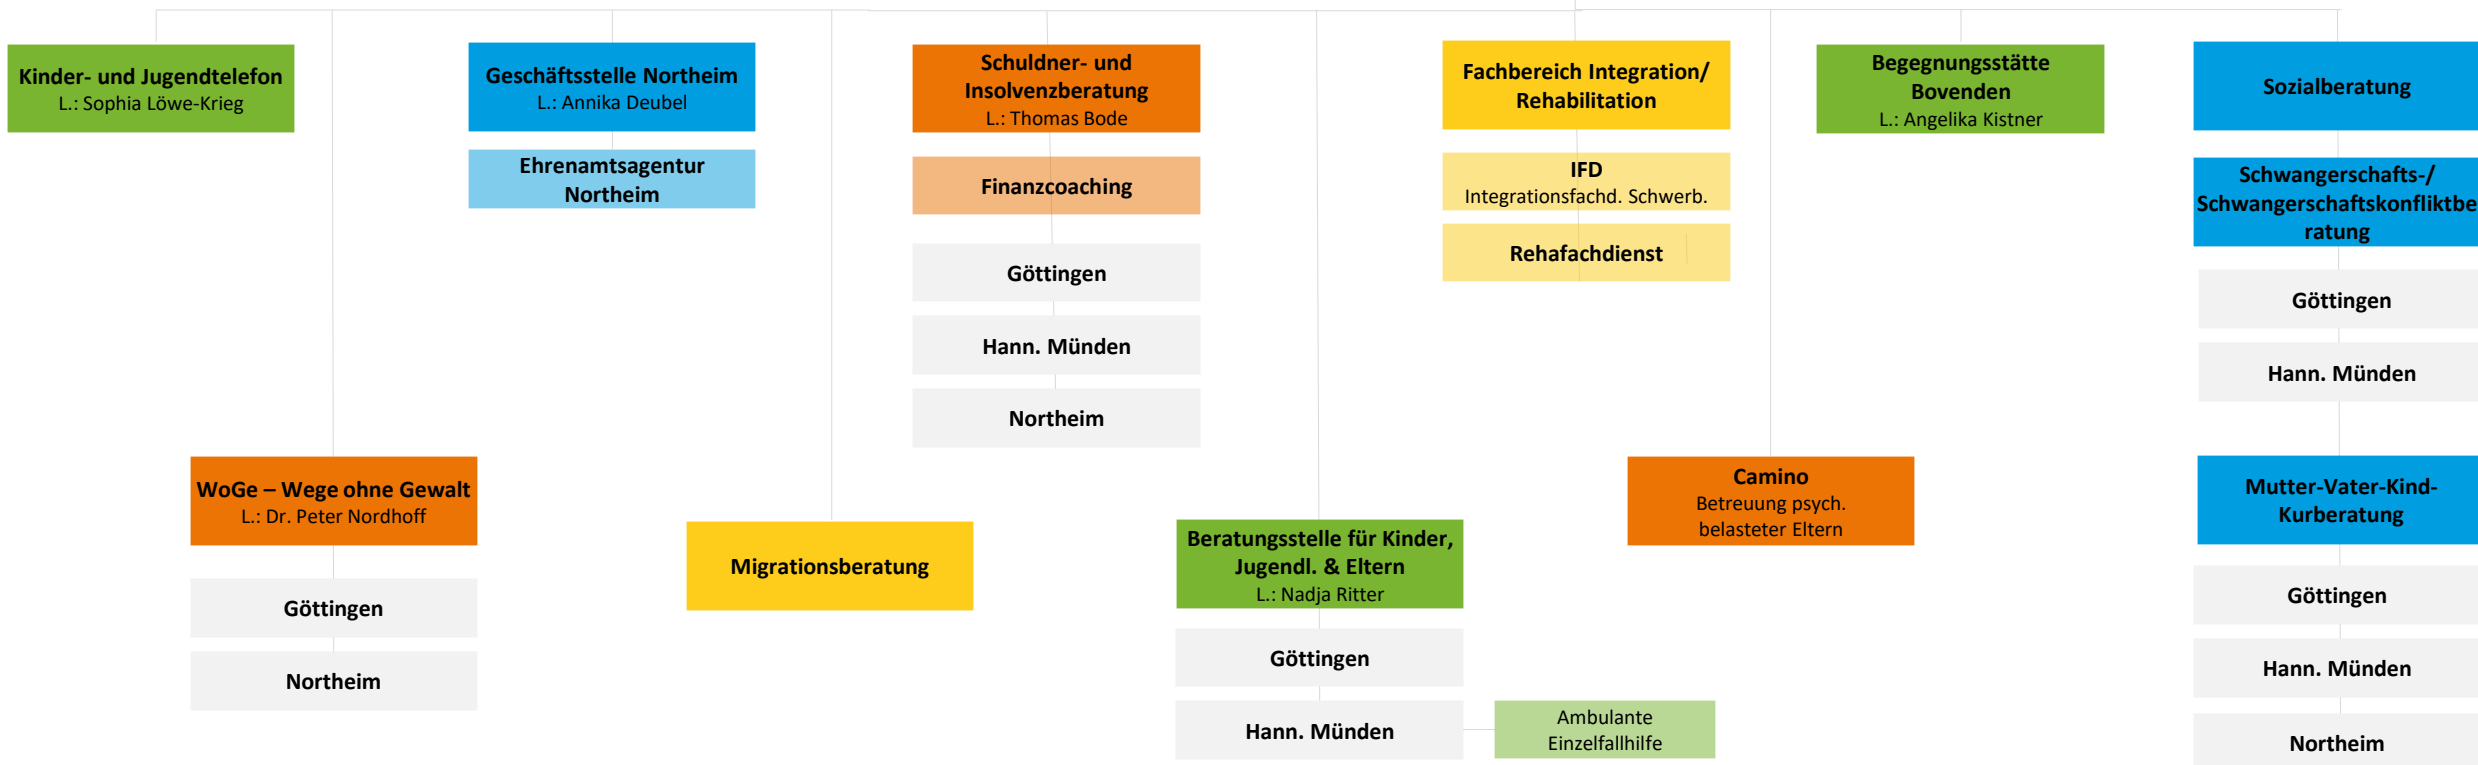 Kinder- und Jugendtelefon
L.: Sophia Löwe-Krieg
Geschäftsstelle Northeim
L.: Annika Deubel
Ehrenamtsagentur
Northeim
Schuldner- und
Insolvenzberatung
L.: Thomas Bode
Finanzcoaching
Göttingen
Hann. Münden
Northeim
Fachbereich Integration/
Rehabilitation
IFD
Integrationsfachd. Schwerb.
Rehafachdienst
Begegnungsstätte
Bovenden
L.: Angelika Kistner
Sozialberatung
Schwangerschafts-/
Schwangerschaftskonfliktbe
ratung
Göttingen
Hann. Münden
WoGe – Wege ohne Gewalt
L.: Dr. Peter Nordhoff
Göttingen
Northeim
Migrationsberatung
Beratungsstelle für Kinder,
Jugendl. & Eltern
L.: Nadja Ritter
Göttingen
Hann. Münden
Ambulante
Einzelfallhilfe
Camino
Betreuung psych.
belasteter Eltern
Mutter-Vater-Kind-
Kurberatung
Göttingen
Hann. Münden
Northeim